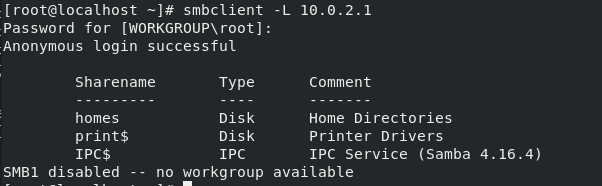 [root@localhost ~]# smbclient -L 10.0.2.1
Password for [WORKGROUP\root]:
Anonymous login successful
Sharename Type Comment
--------- ---- -------
homes Disk Home Directories
print$ Disk Printer Drivers
IPC$ IPC IPC Service (Samba 4.16.4)
SMB1 disabled -- no workgroup available